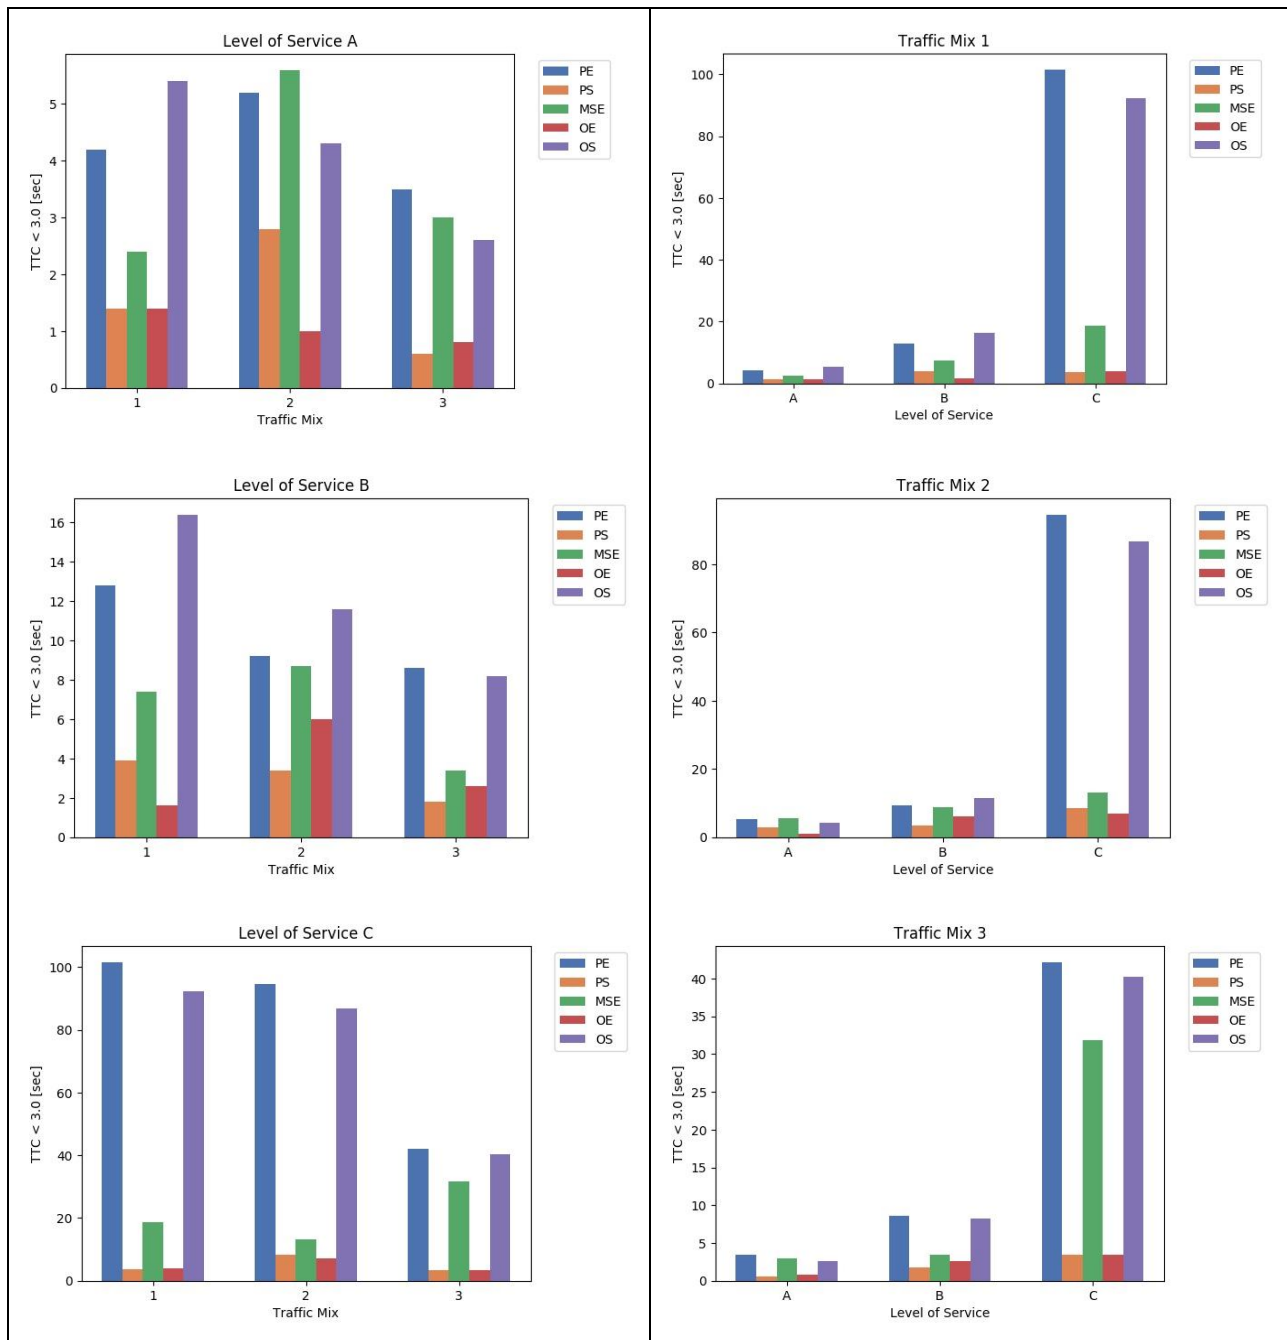 Level of Service A
TTC < 3.0 [sec]
5
4
3
2
1
0
1 2 3
Traffic Mix
PE
PS
MSE
OE
OS
Traffic Mix 1
TTC < 3.0 [sec]
100
80
60
40
20
0
A B C
Level of Service
PE
PS
MSE
OE
OS
Level of Service B
TTC < 3.0 [sec]
16
14
12
10
8
6
4
2
0
1 2 3
Traffic Mix
PE
PS
MSE
OE
OS
Traffic Mix 2
TTC < 3.0 [sec]
80
60
40
20
0
A B C
Level of Service
PE
PS
MSE
OE
OS
Level of Service C
TTC < 3.0 [sec]
100
80
60
40
20
0
1 2 3
Traffic Mix
PE
PS
MSE
OE
OS
Traffic Mix 3
TTC < 3.0 [sec]
40
35
30
25
20
15
10
5
0
A B C
Level of Service
PE
PS
MSE
OE
OS